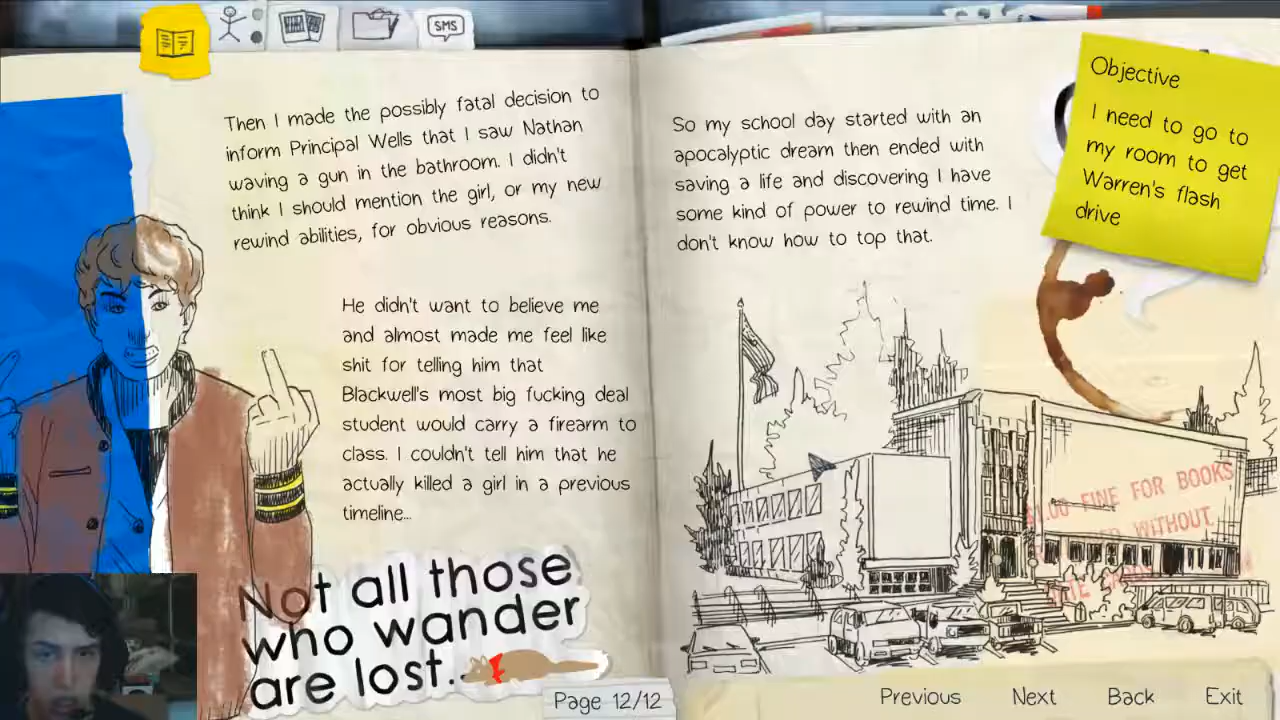 SMS
Then I made the possibly fatal decision to
inform Principal Wells that I saw Nathan
waving a gun in the bathroom. I didn't
think I should mention the girl, or my new
rewind abilities, for obvious reasons.
He didn't want to believe me
and almost made me feel like
shit for telling him that
Blackwell's most big fucking deal
student would carry a firearm to
class. I couldn't tell him that he
actually killed a girl in a previous
timeline...
Not all those
who wander
are lost.
So my school day started with an
apocalyptic dream then ended with
saving a life and discovering I have
some kind of power to rewind time. I
don't know how to top that.
Objective
I need to go to
my room to get
Warren's flash
drive
FINE FOR BOOKS
WITHOUT
Page 12/12
Previous
Next
Back
Exit